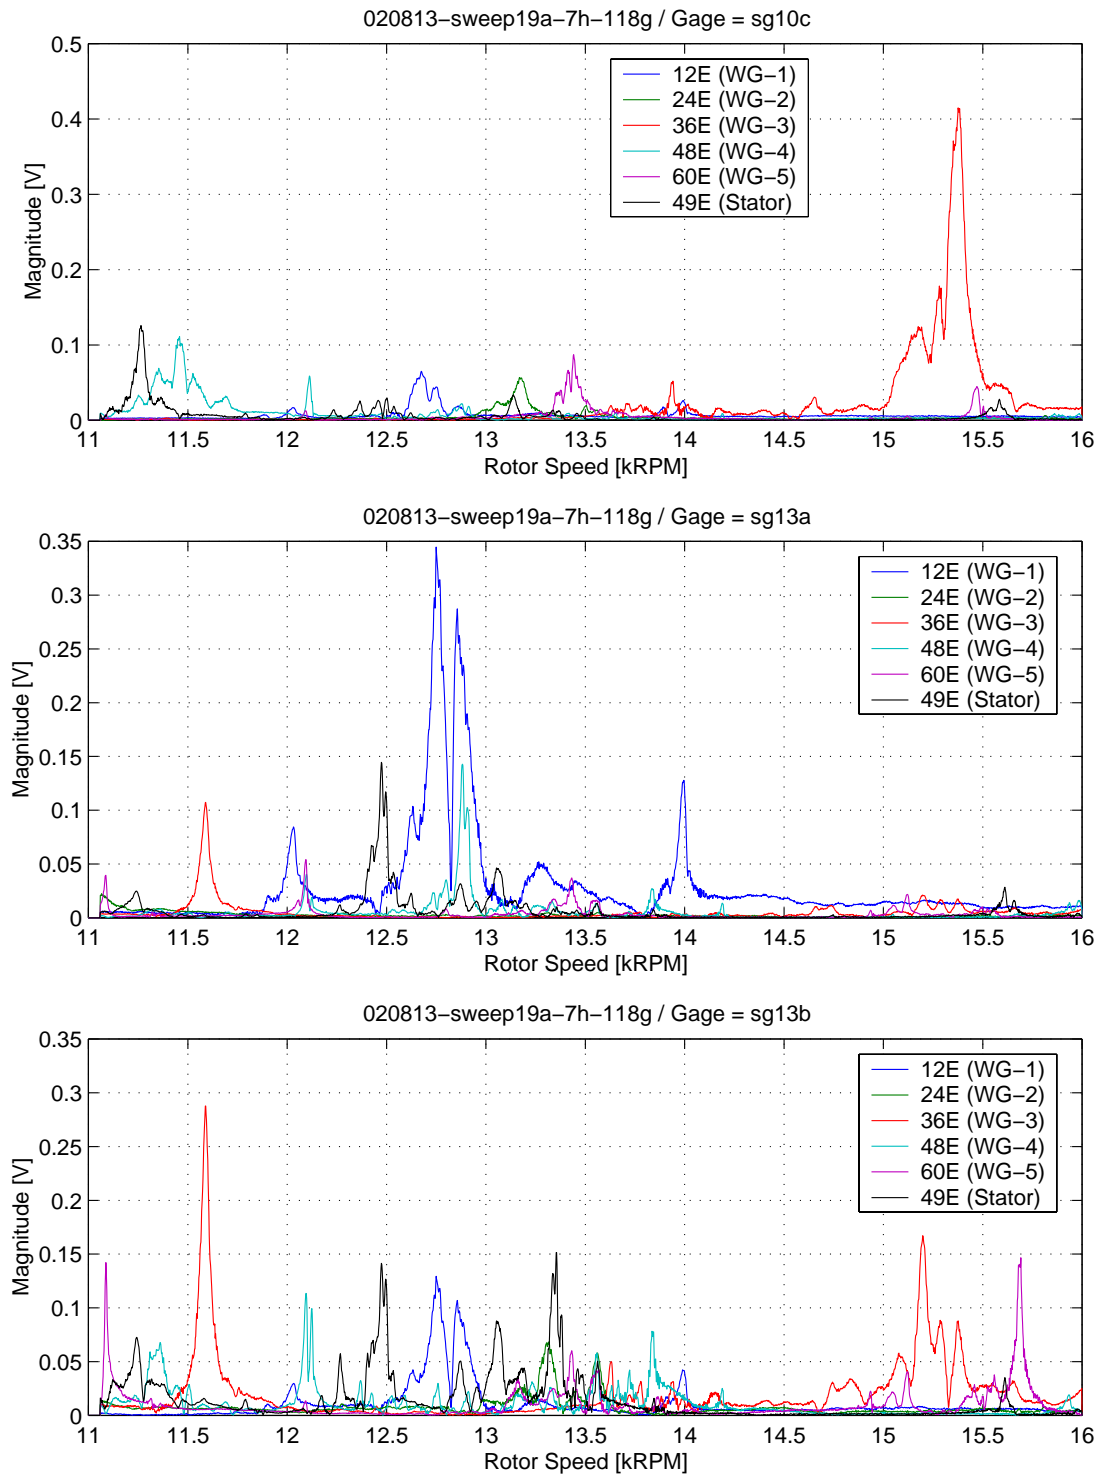 020813−sweep19a−7h−118g / Gage = sg10c
0.5
0.4
0.3
0.2
0.1
0
Magnitude [V]
12E (WG−1)
24E (WG−2)
36E (WG−3)
48E (WG−4)
60E (WG−5)
49E (Stator)
11 11.5 12 12.5 13 13.5 14 14.5 15 15.5 16
Rotor Speed [kRPM]
020813−sweep19a−7h−118g / Gage = sg13a
0.35
0.3
0.25
0.2
0.15
0.1
0.05
0
Magnitude [V]
12E (WG−1)
24E (WG−2)
36E (WG−3)
48E (WG−4)
60E (WG−5)
49E (Stator)
11 11.5 12 12.5 13 13.5 14 14.5 15 15.5 16
Rotor Speed [kRPM]
020813−sweep19a−7h−118g / Gage = sg13b
0.35
0.3
0.25
0.2
0.15
0.1
0.05
0
Magnitude [V]
12E (WG−1)
24E (WG−2)
36E (WG−3)
48E (WG−4)
60E (WG−5)
49E (Stator)
11 11.5 12 12.5 13 13.5 14 14.5 15 15.5 16
Rotor Speed [kRPM]